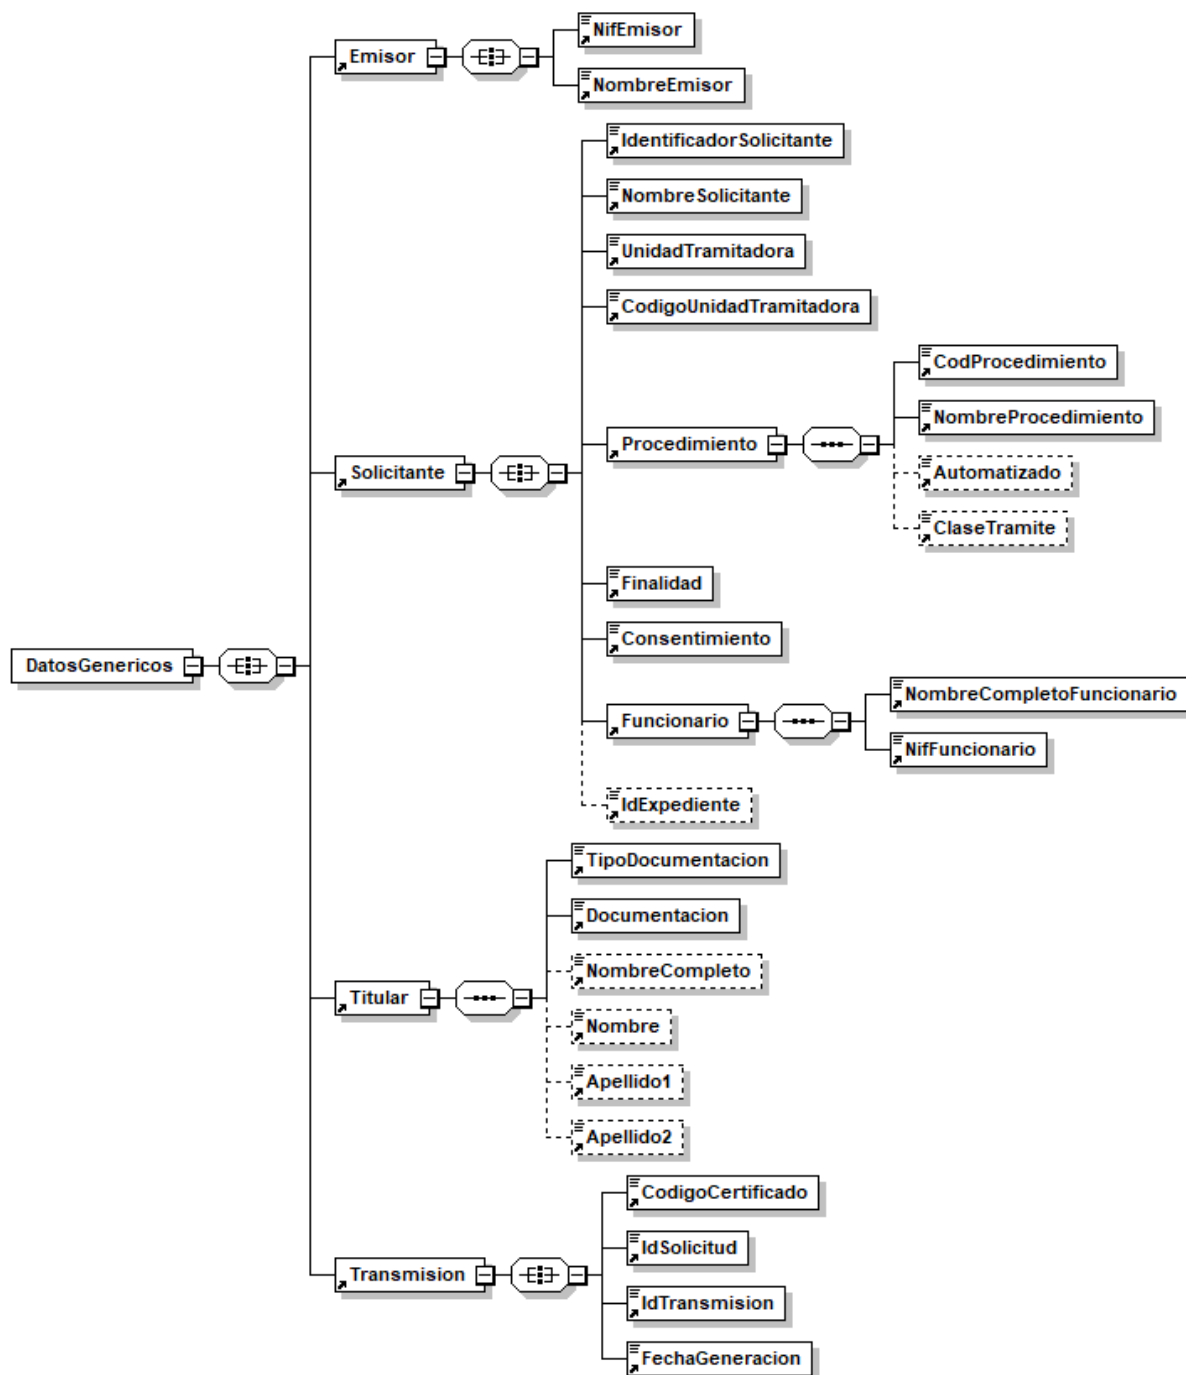 NifEmisor
Emisor
NombreEmisor
IdentificadorSolicitante
NombreSolicitante
UnidadTramitadora
CodigoUnidadTramitadora
CodProcedimiento
NombreProcedimiento
Procedimiento
Solicitante
Automatizado
ClaseTramite
Finalidad
Consentimiento
DatosGenericos
NombreCompletoFuncionario
Funcionario
NifFuncionario
IdExpediente
TipoDocumentacion
Documentacion
NombreCompleto
Titular
Nombre
Apellido1
Apellido2
CodigoCertificado
IdSolicitud
Transmision
IdTransmision
FechaGeneracion